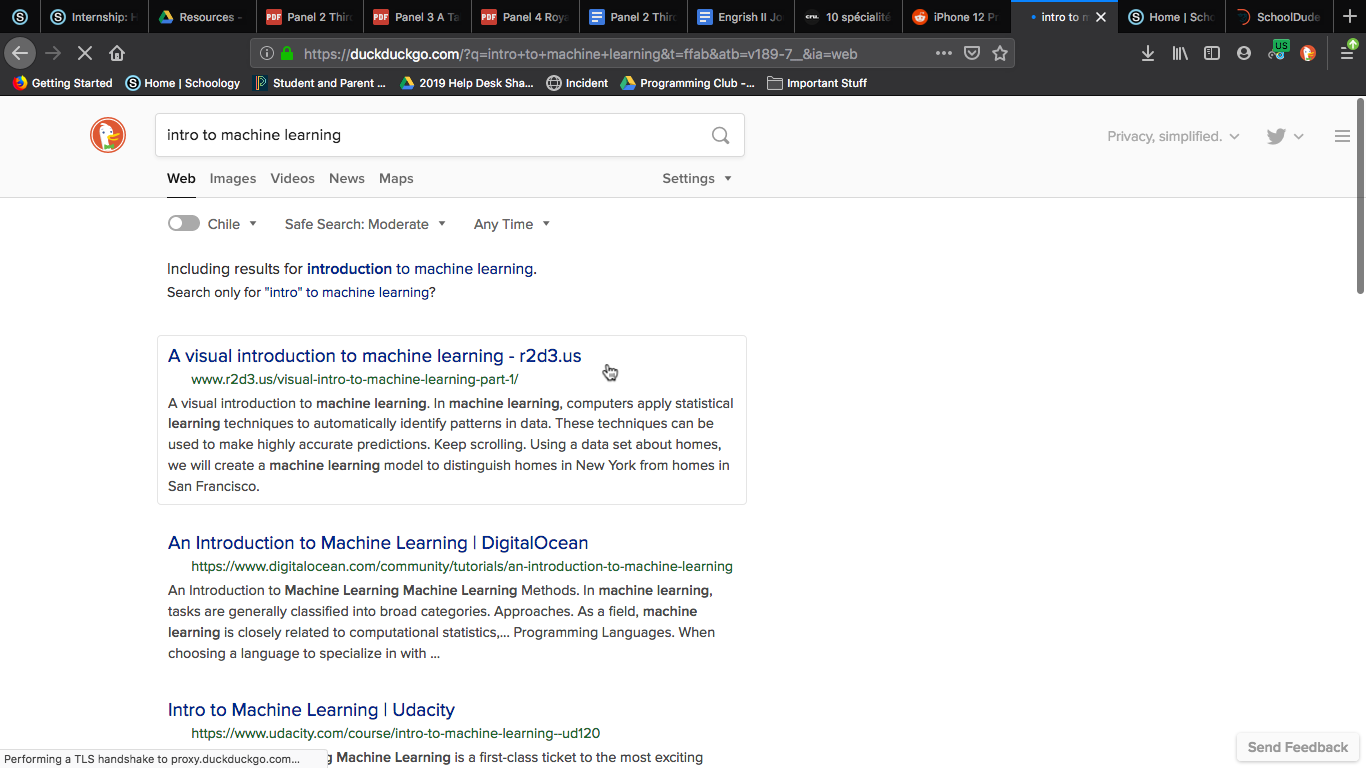 Internship: H
Resources -
Panel 2 Thir
Panel 3 A Ta
Panel 4 Roya
Panel 2 Thir
Engrish II Jo
10 spécialité
iPhone 12 Pr
intro to m
Home | Scho
SchoolDude
https://duckduckgo.com/?q=intro+to+machine+learning&t=ffab&atb=v189-7__&ia=web
US
Getting Started
Home | Schoology
Student and Parent ...
2019 Help Desk Sha...
Incident
Programming Club -...
Important Stuff
intro to machine learning
Privacy, simplified.
Web Images Videos News Maps
Settings
Chile
Safe Search: Moderate
Any Time
Including results for introduction to machine learning.
Search only for "intro" to machine learning?
A visual introduction to machine learning - r2d3.us
www.r2d3.us/visual-intro-to-machine-learning-part-1/
A visual introduction to machine learning. In machine learning, computers apply statistical
learning techniques to automatically identify patterns in data. These techniques can be
used to make highly accurate predictions. Keep scrolling. Using a data set about homes,
we will create a machine learning model to distinguish homes in New York from homes in
San Francisco.
An Introduction to Machine Learning | DigitalOcean
https://www.digitalocean.com/community/tutorials/an-introduction-to-machine-learning
An Introduction to Machine Learning Machine Learning Methods. In machine learning,
tasks are generally classified into broad categories. Approaches. As a field, machine
learning is closely related to computational statistics,... Programming Languages. When
choosing a language to specialize in with ...
Intro to Machine Learning | Udacity
https://www.udacity.com/course/intro-to-machine-learning--ud120
Machine Learning is a first-class ticket to the most exciting
Performing a TLS handshake to proxy.duckduckgo.com...
Send Feedback